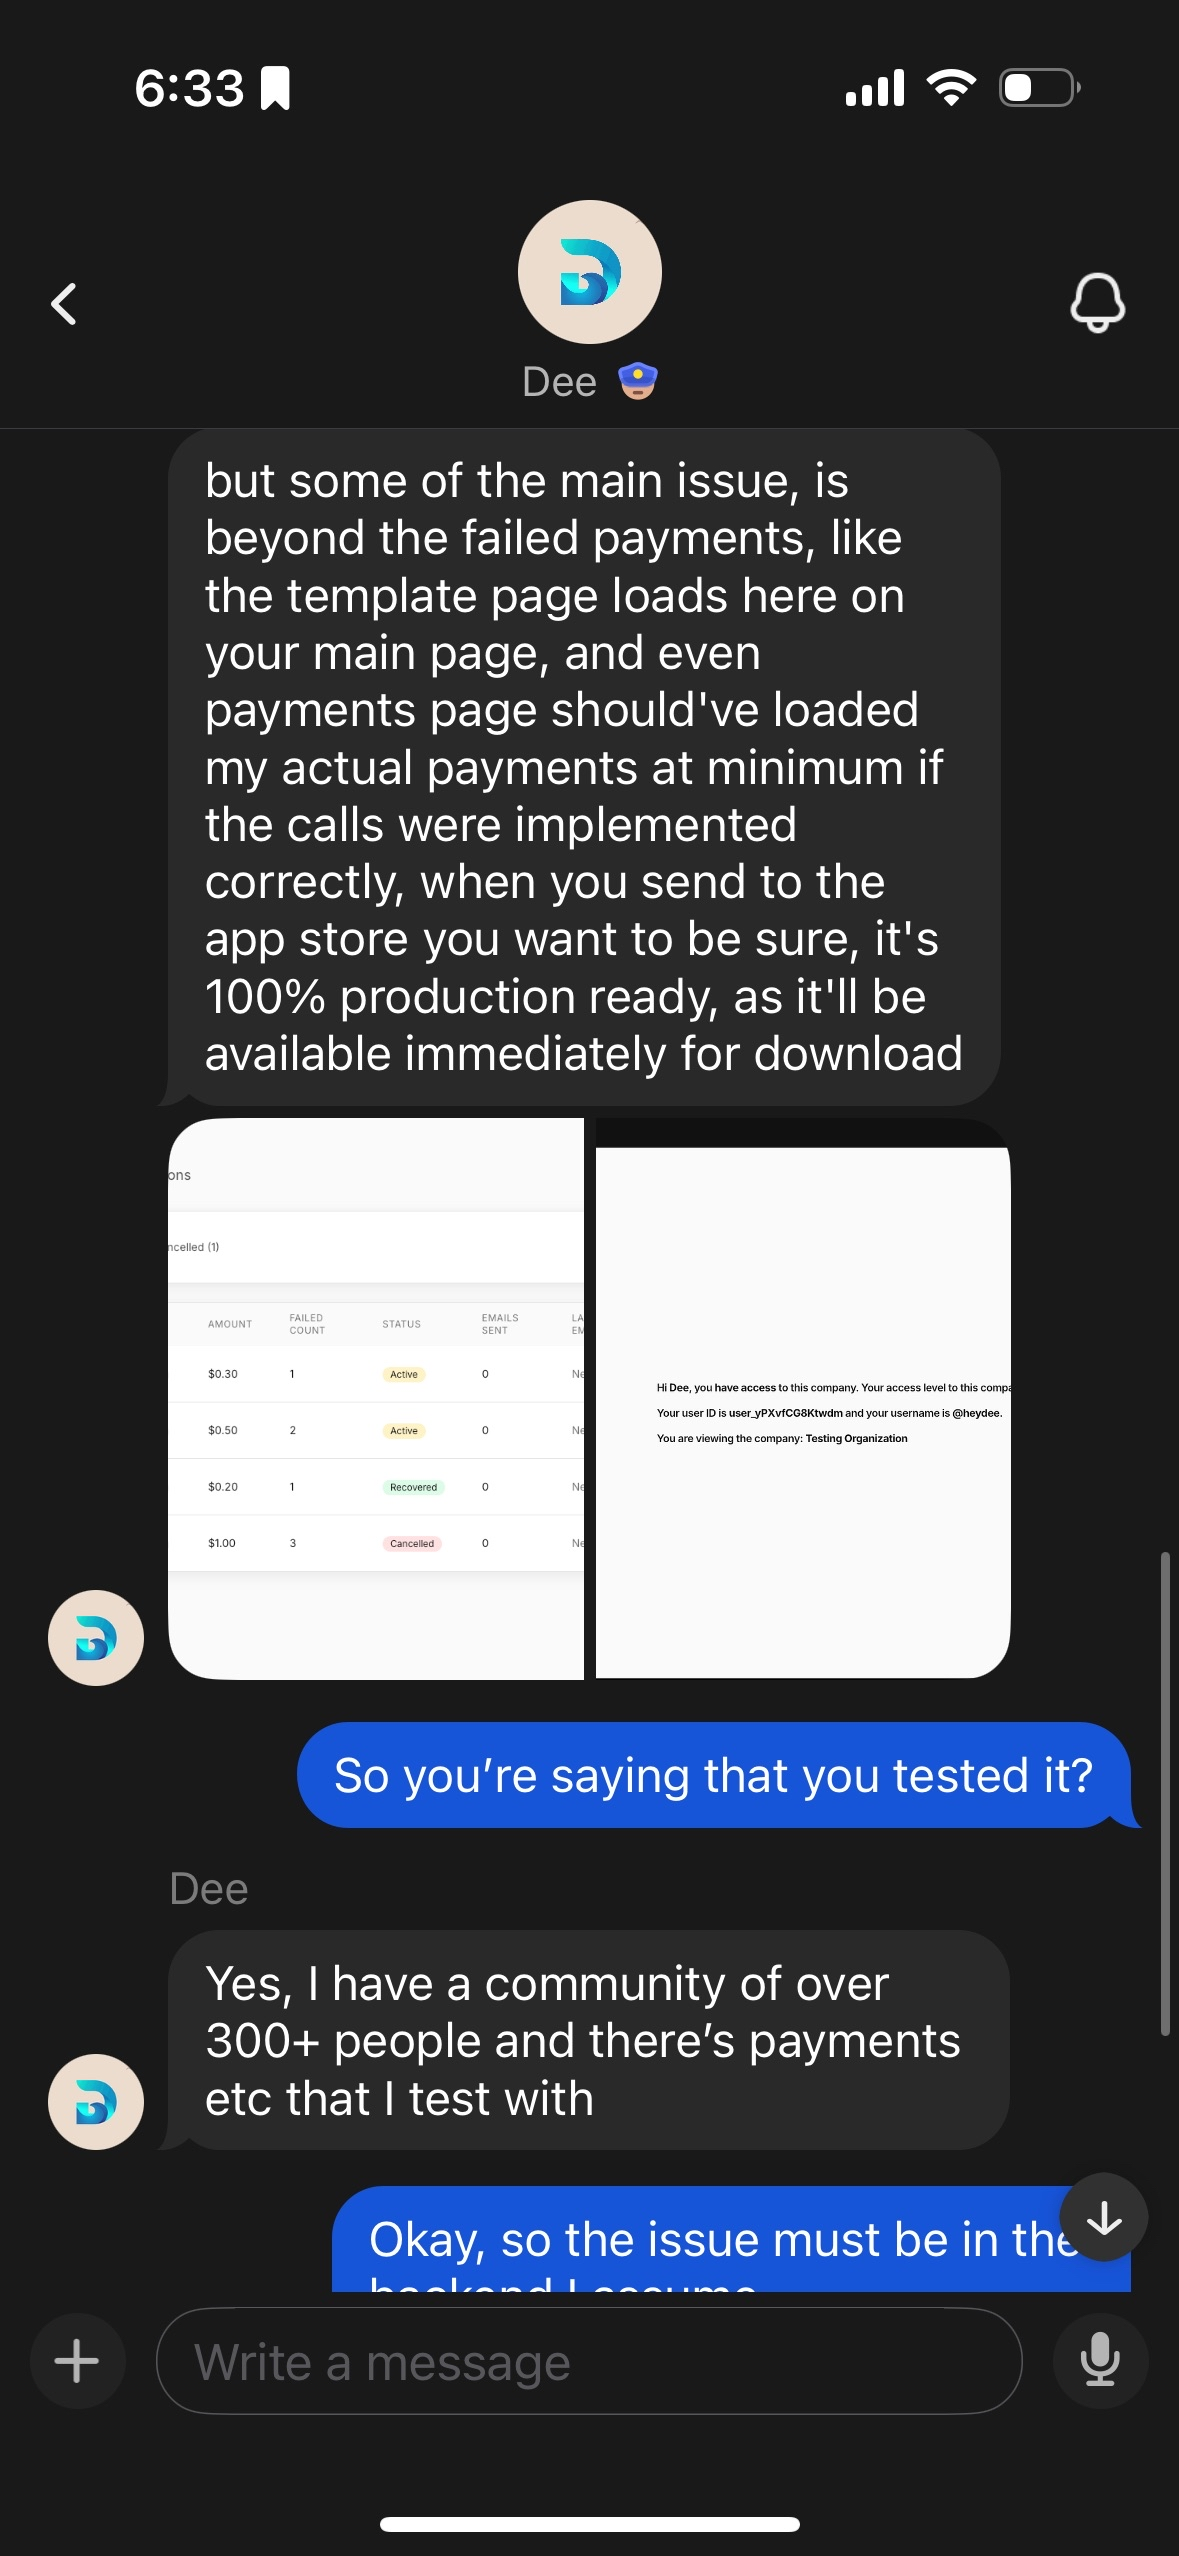 6:33
Dee
but some of the main issue, is
beyond the failed payments, like
the template page loads here on
your main page, and even
payments page should've loaded
my actual payments at minimum if
the calls were implemented
correctly, when you send to the
app store you want to be sure, it's
100% production ready, as it'll be
available immediately for download
ons
ncelled (1)
AMOUNT FAILED COUNT STATUS EMAILS SENT LA EM
$0.30 1 Active 0 Ne
$0.50 2 Active 0 Ne
$0.20 1 Recovered 0 Ne
$1.00 3 Cancelled 0 Ne
Hi Dee, you have access to this company. Your access level to this compa
Your user ID is user_yPXvfCG8Ktwdm and your username is @heydee.
You are viewing the company: Testing Organization
So you’re saying that you tested it?
Dee
Yes, I have a community of over
300+ people and there’s payments
etc that I test with
Okay, so the issue must be in the
backend I assume
Write a message